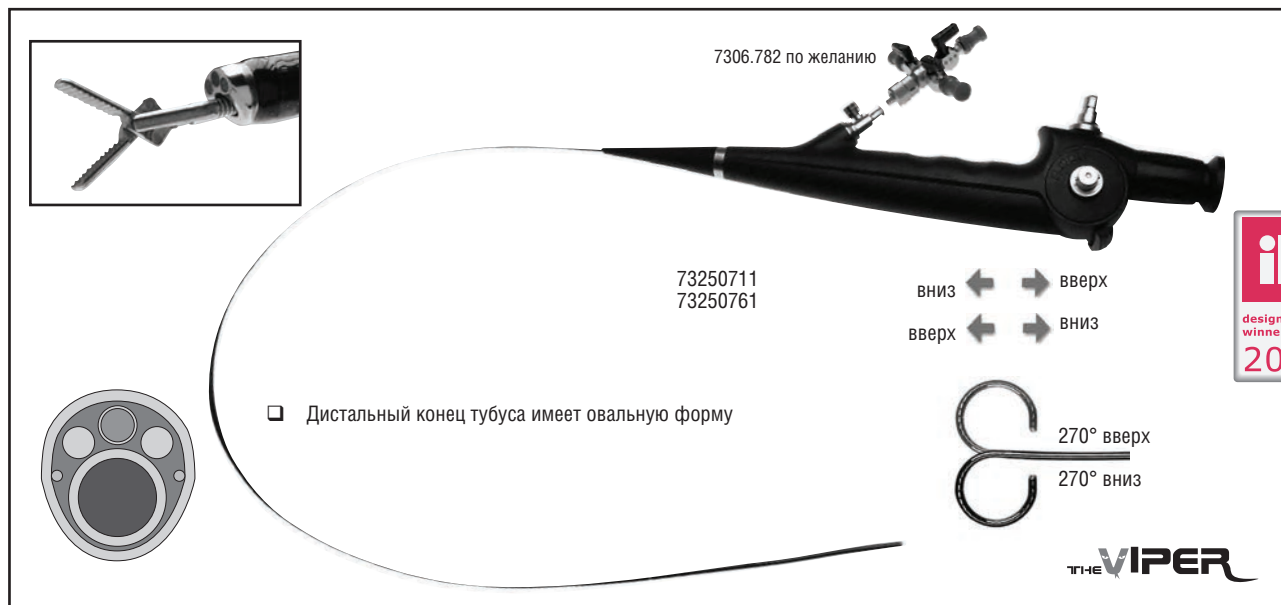 7306.782 по желанию
73250711
73250761
вниз
вверх
вверх
вниз
design
❑ Дистальный конец тубуса имеет овальную форму
270° вверх
270° вниз
THE VIPER